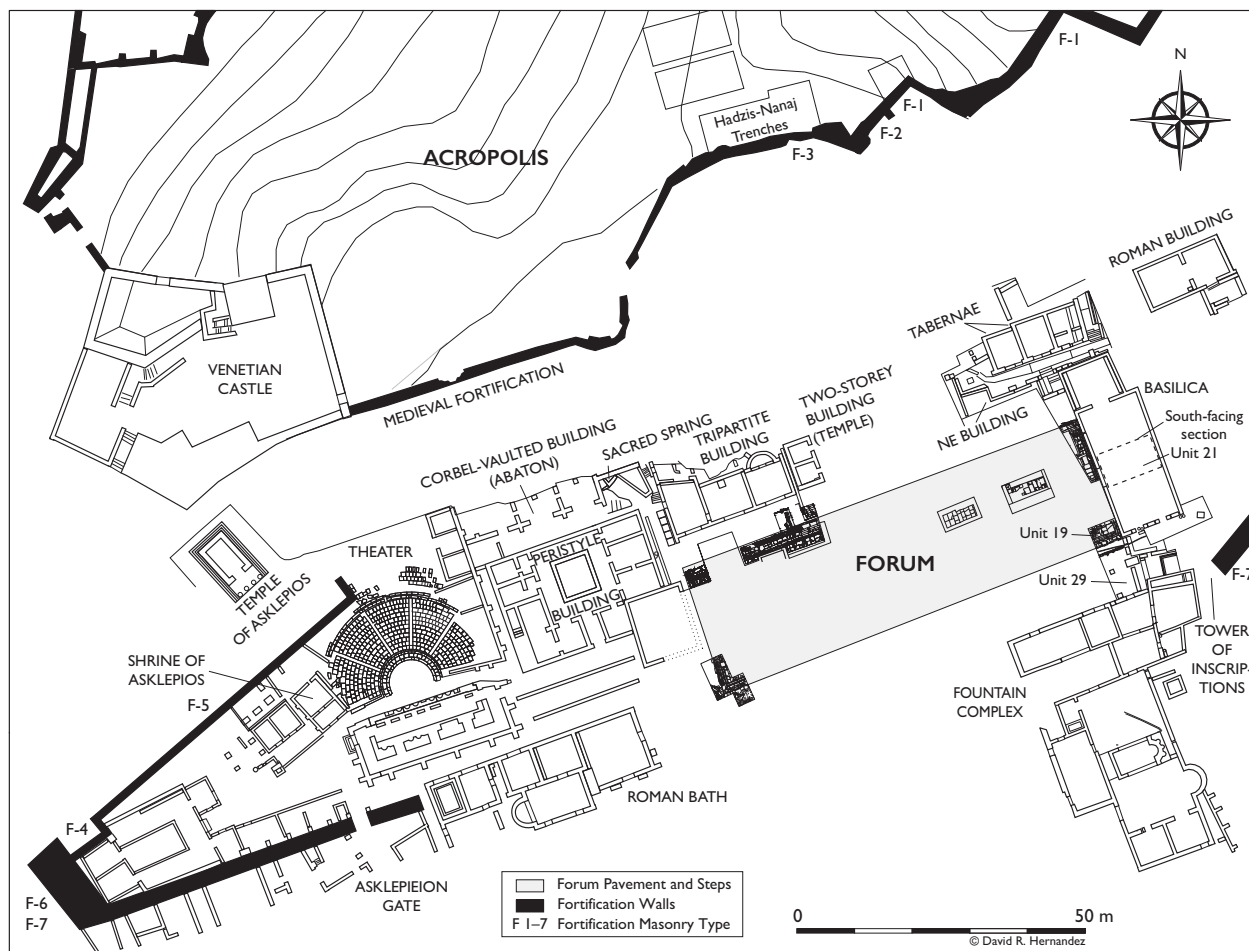 F-1
N
F-1
Hadzis-Nanaj
Trenches
F-2
F-3
ACROPOLIS
ROMAN BUILDING
TABERNAE
VENETIAN
CASTLE
MEDIEVAL FORTIFICATION
BASILICA
TWO-STOREY
BUILDING
(TEMPLE)
South-facing
section
Unit 21
SACRED SPRING
TRIPARTITE
BUILDING
NE BUILDING
CORBEL-VAULTED BUILDING
(ABATON)
THEATER
PERISTYLE
BUILDING
Unit 19
FORUM
TEMPLE
OF ASKLEPIOS
Unit 29
F-7
SHRINE OF
ASKLEPIOS
TOWER
OF
INSCRIP-
TIONS
F-5
FOUNTAIN
COMPLEX
ROMAN BATH
F-4
ASKLEPIEION
GATE
F-6
F-7
Forum Pavement and Steps
Fortification Walls
F 1–7 Fortification Masonry Type
0 50 m
© David R. Hernandez